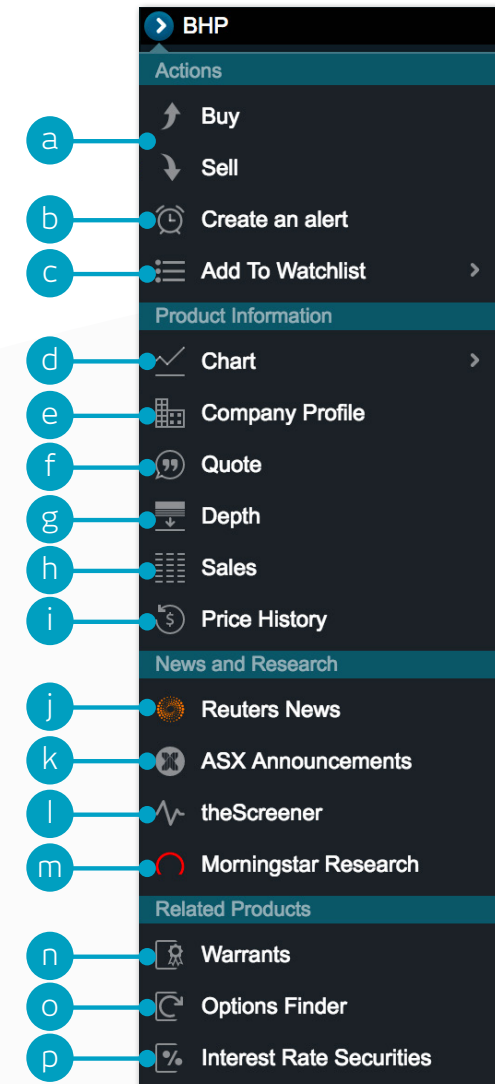 BHP
Actions
Buy
a
Sell
b Create an alert
c Add To Watchlist
Product Information
d Chart
e Company Profile
f Quote
g Depth
h Sales
i Price History
News and Research
j Reuters News
k ASX Announcements
l theScreener
m Morningstar Research
Related Products
n Warrants
o Options Finder
p Interest Rate Securities